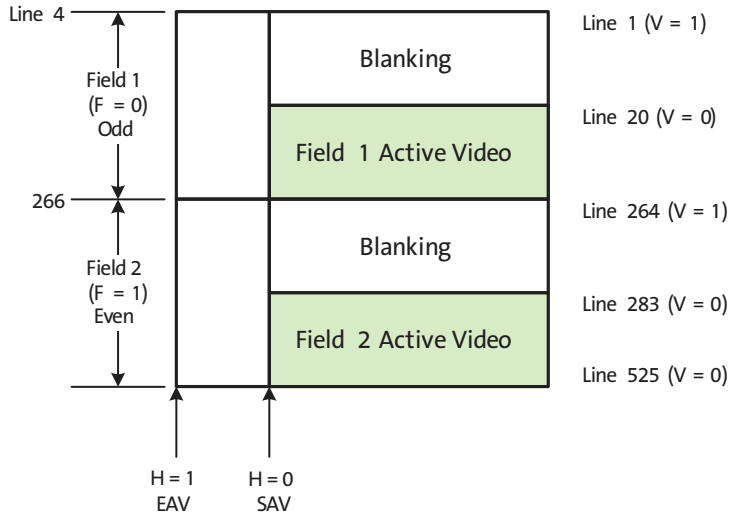 Line 4
Line 1 (V = 1)
Blanking
Field 1
(F = 0)
Odd
Line 20 (V = 0)
Field 1 Active Video
266
Line 264 (V = 1)
Blanking
Field 2
(F = 1)
Even
Line 283 (V = 0)
Field 2 Active Video
Line 525 (V = 0)
H = 1
EAV
H = 0
SAV